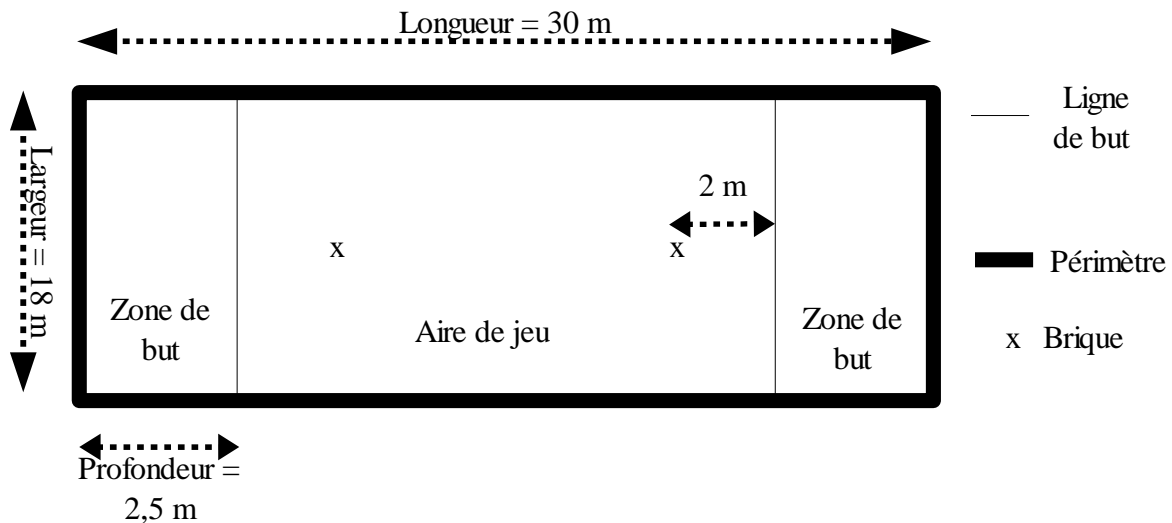 Longueur = 30 m
Ligne
de but
Largeur = 18 m
2 m
x
x
Périmètre
Zone de
but
Aire de jeu
Zone de
but
x Brique
Profondeur =
2,5 m